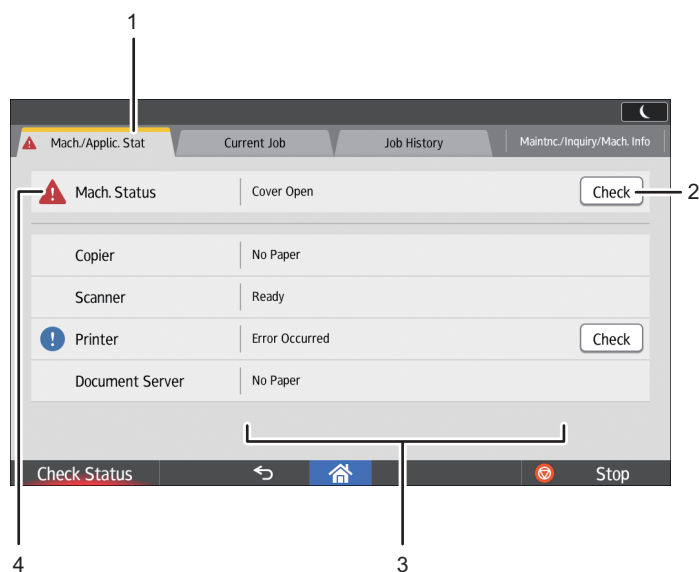 1
Mach./Applic. Stat
Current Job
Job History
Maintnc./Inquiry/Mach. Info
Mach. Status
Cover Open
Check
2
Copier
No Paper
Scanner
Ready
!
Printer
Error Occurred
Check
Document Server
No Paper
Check Status
Stop
4
3